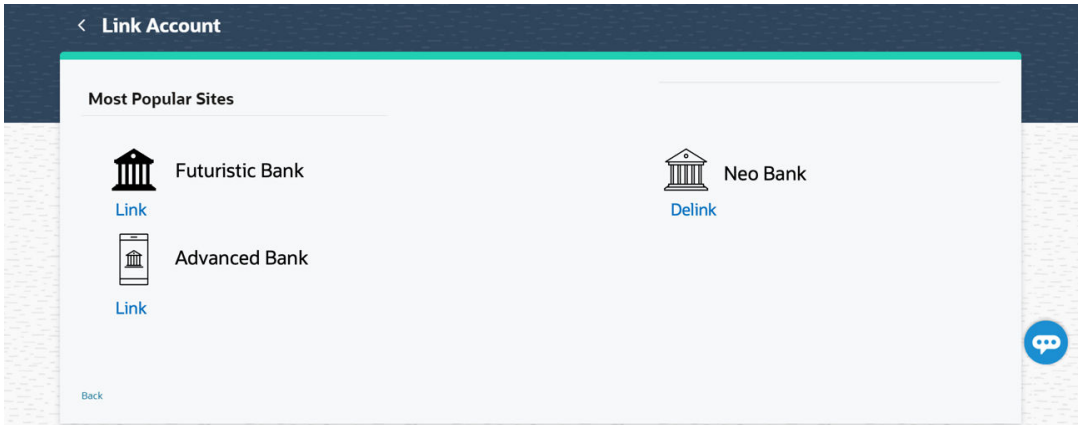 Link Account
Most Popular Sites
Futuristic Bank
Neo Bank
Link
Delink
Advanced Bank
Link
Back